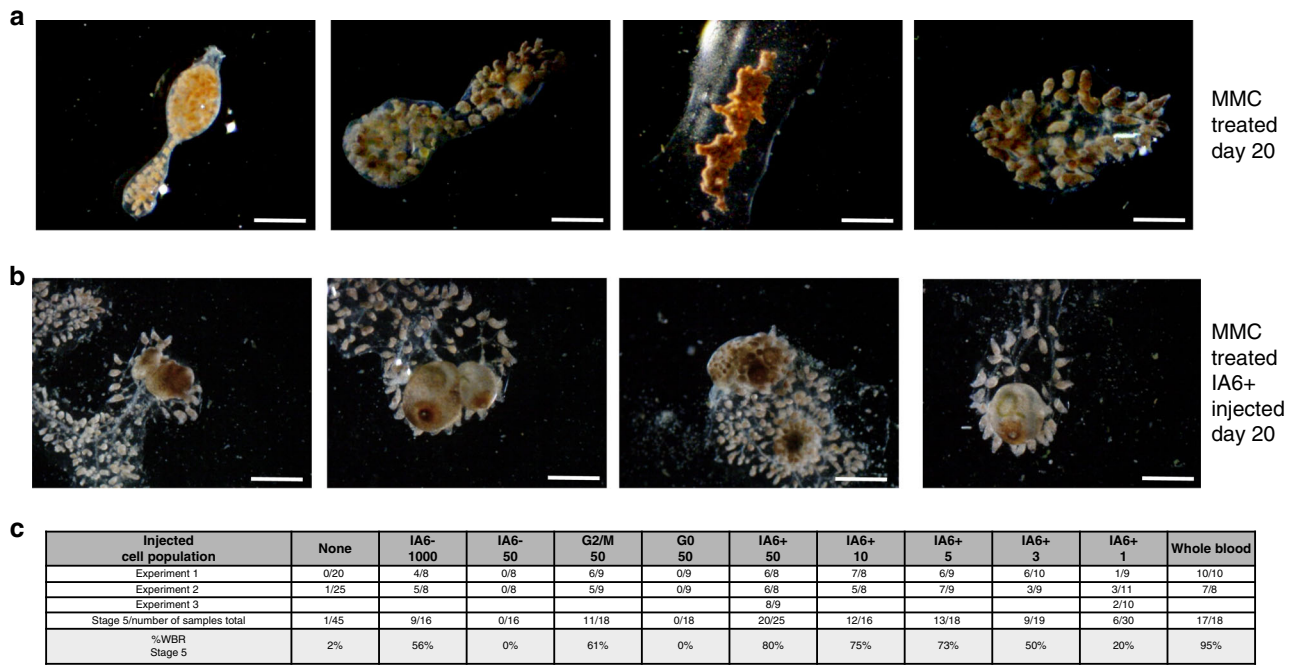 a
MMC
treated
day 20
b
MMC
treated
IA6+
injected
day 20
c
Injected cell population None IA6- 1000 IA6- 50 G2/M 50 G0 50 IA6+ 50 IA6+ 10 IA6+ 5 IA6+ 3 IA6+ 1 Whole blood
Experiment 1 0/20 4/8 0/8 6/9 0/9 6/8 7/8 6/9 6/10 1/9 10/10
Experiment 2 1/25 5/8 0/8 5/9 0/9 6/8 5/8 7/9 3/9 3/11 7/8
Experiment 3 8/9 2/10
Stage 5/number of samples total 1/45 9/16 0/16 11/18 0/18 20/25 12/16 13/18 9/19 6/30 17/18
%WBR Stage 5 2% 56% 0% 61% 0% 80% 75% 73% 50% 20% 95%